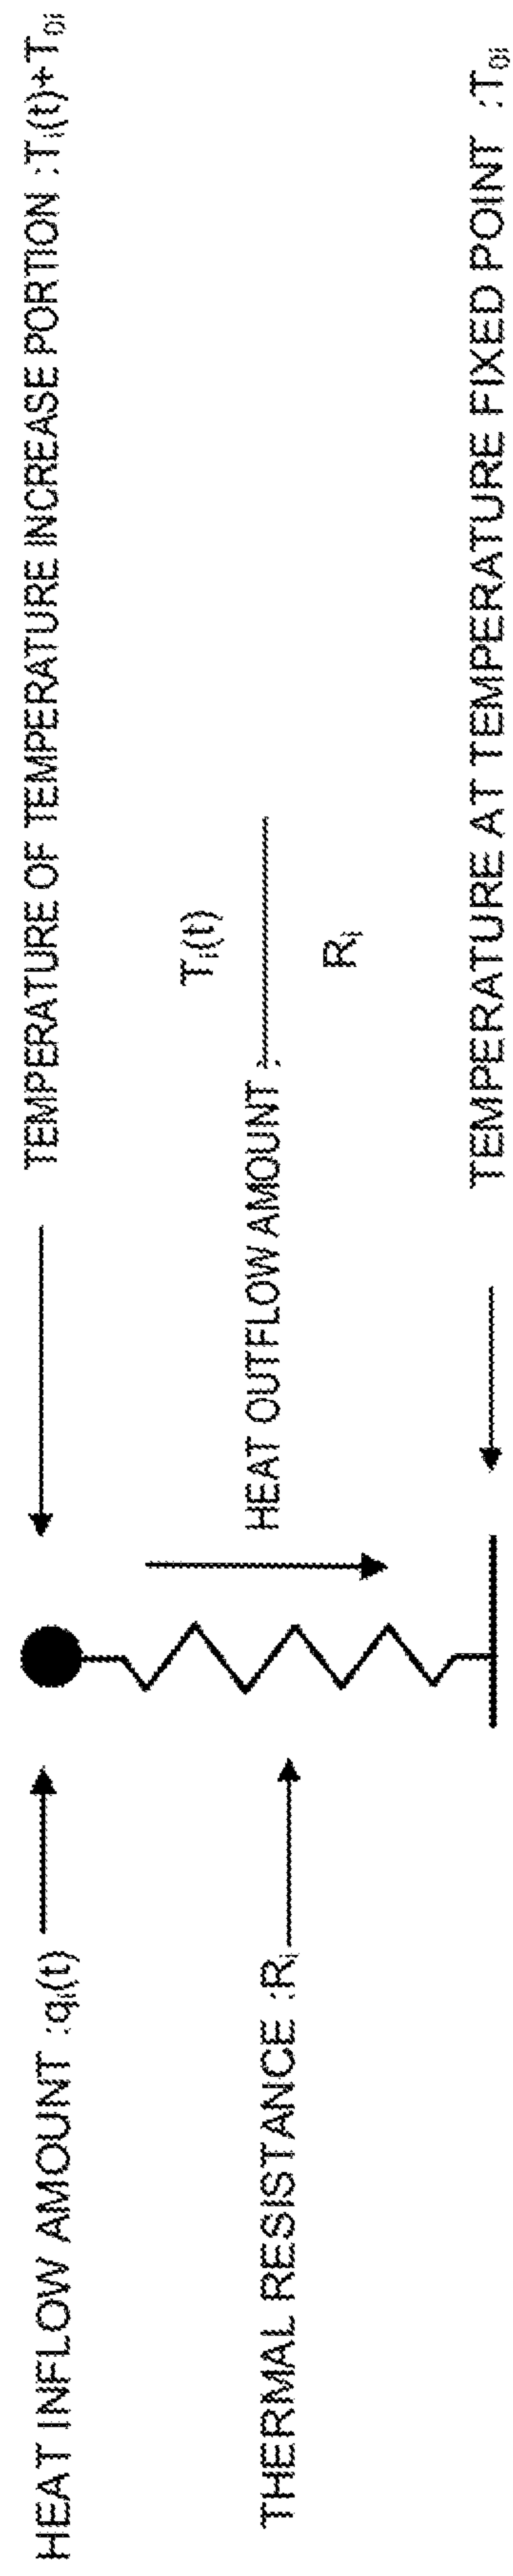 HEAT INFLOW AMOUNT :qᵢ(t)
TEMPERATURE OF TEMPERATURE INCREASE PORTION :Tᵢ(t)+T₀ᵢ
THERMAL RESISTANCE :Rᵢ
HEAT OUTFLOW AMOUNT :
Tᵢ(t)
Rᵢ
TEMPERATURE AT TEMPERATURE FIXED POINT :T₀ᵢ